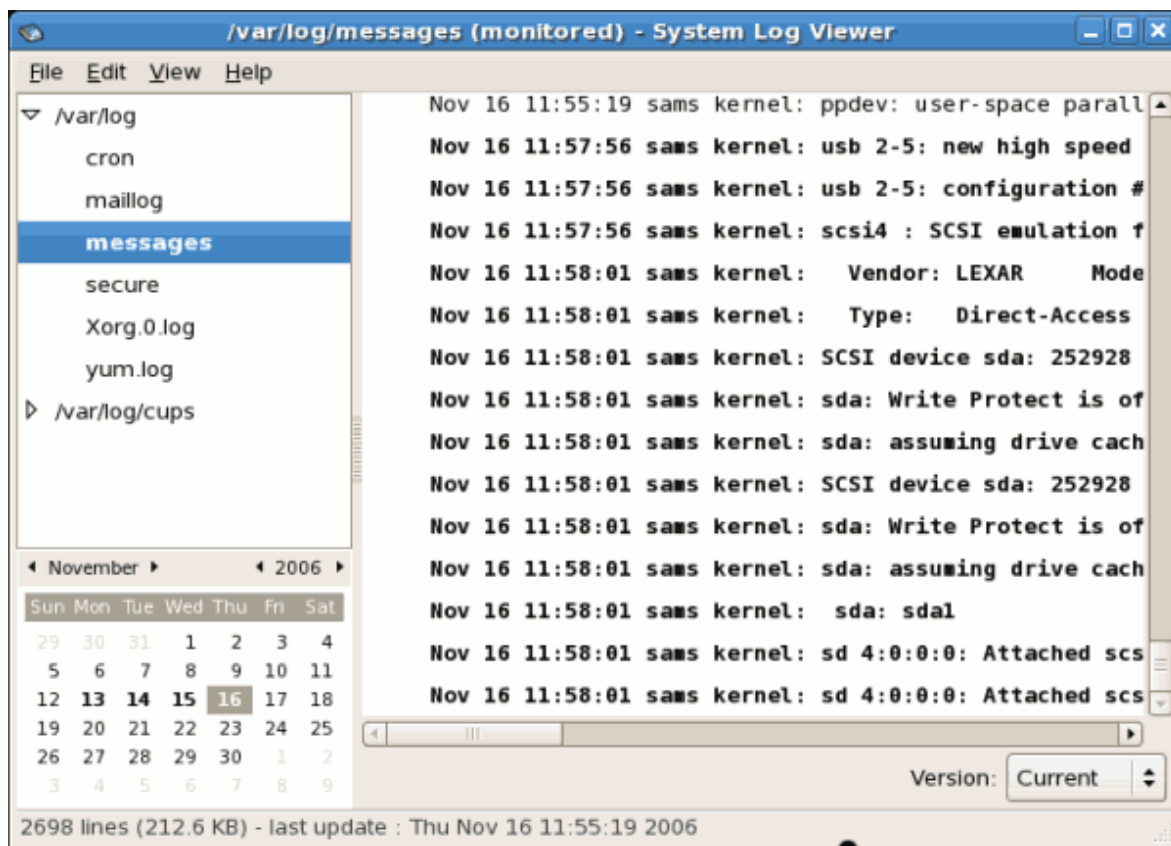 /var/log/messages (monitored) - System Log Viewer
File Edit View Help
/var/log
cron
maillog
messages
secure
Xorg.0.log
yum.log
/var/log/cups
November 2006
Sun Mon Tue Wed Thu Fri Sat
29 30 31 1 2 3 4
5 6 7 8 9 10 11
12 13 14 15 16 17 18
19 20 21 22 23 24 25
26 27 28 29 30 1 2
3 4 5 6 7 8 9
Nov 16 11:55:19 sams kernel: ppdev: user-space parall
Nov 16 11:57:56 sams kernel: usb 2-5: new high speed
Nov 16 11:57:56 sams kernel: usb 2-5: configuration #
Nov 16 11:57:56 sams kernel: scsi4 : SCSI emulation f
Nov 16 11:58:01 sams kernel: Vendor: LEXAR Mode
Nov 16 11:58:01 sams kernel: Type: Direct-Access
Nov 16 11:58:01 sams kernel: SCSI device sda: 252928
Nov 16 11:58:01 sams kernel: sda: Write Protect is of
Nov 16 11:58:01 sams kernel: sda: assuming drive cach
Nov 16 11:58:01 sams kernel: SCSI device sda: 252928
Nov 16 11:58:01 sams kernel: sda: Write Protect is of
Nov 16 11:58:01 sams kernel: sda: assuming drive cach
Nov 16 11:58:01 sams kernel: sda: sda1
Nov 16 11:58:01 sams kernel: sd 4:0:0:0: Attached scs
Nov 16 11:58:01 sams kernel: sd 4:0:0:0: Attached scs
Version: Current
2698 lines (212.6 KB) - last update : Thu Nov 16 11:55:19 2006